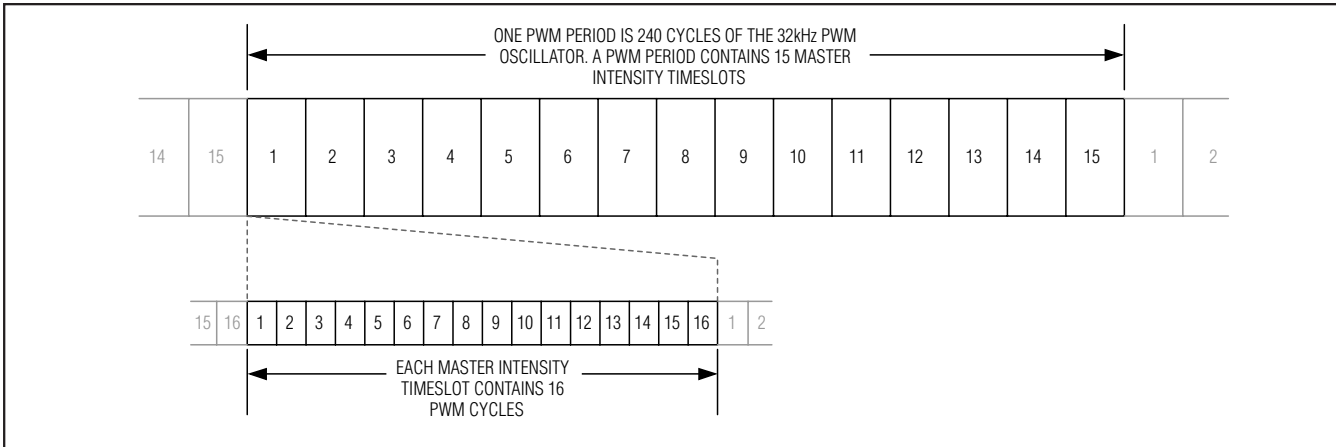 ONE PWM PERIOD IS 240 CYCLES OF THE 32kHz PWM
OSCILLATOR. A PWM PERIOD CONTAINS 15 MASTER
INTENSITY TIMESLOTS
14 15 1 2 3 4 5 6 7 8 9 10 11 12 13 14 15 1 2
15 16 1 2 3 4 5 6 7 8 9 10 11 12 13 14 15 16 1 2
EACH MASTER INTENSITY
TIMESLOT CONTAINS 16
PWM CYCLES